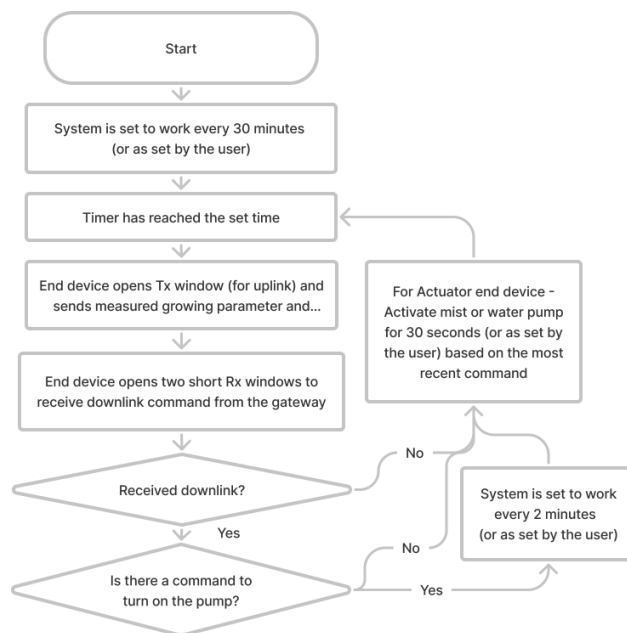 Start
System is set to work every 30 minutes
(or as set by the user)
Timer has reached the set time
End device opens Tx window (for uplink) and
sends measured growing parameter and...
For Actuator end device -
Activate mist or water pump
for 30 seconds (or as set by
the user) based on the most
recent command
End device opens two short Rx windows to
receive downlink command from the gateway
Received downlink?
No
Yes
System is set to work
every 2 minutes
(or as set by the user)
Is there a command to
turn on the pump?
No
Yes